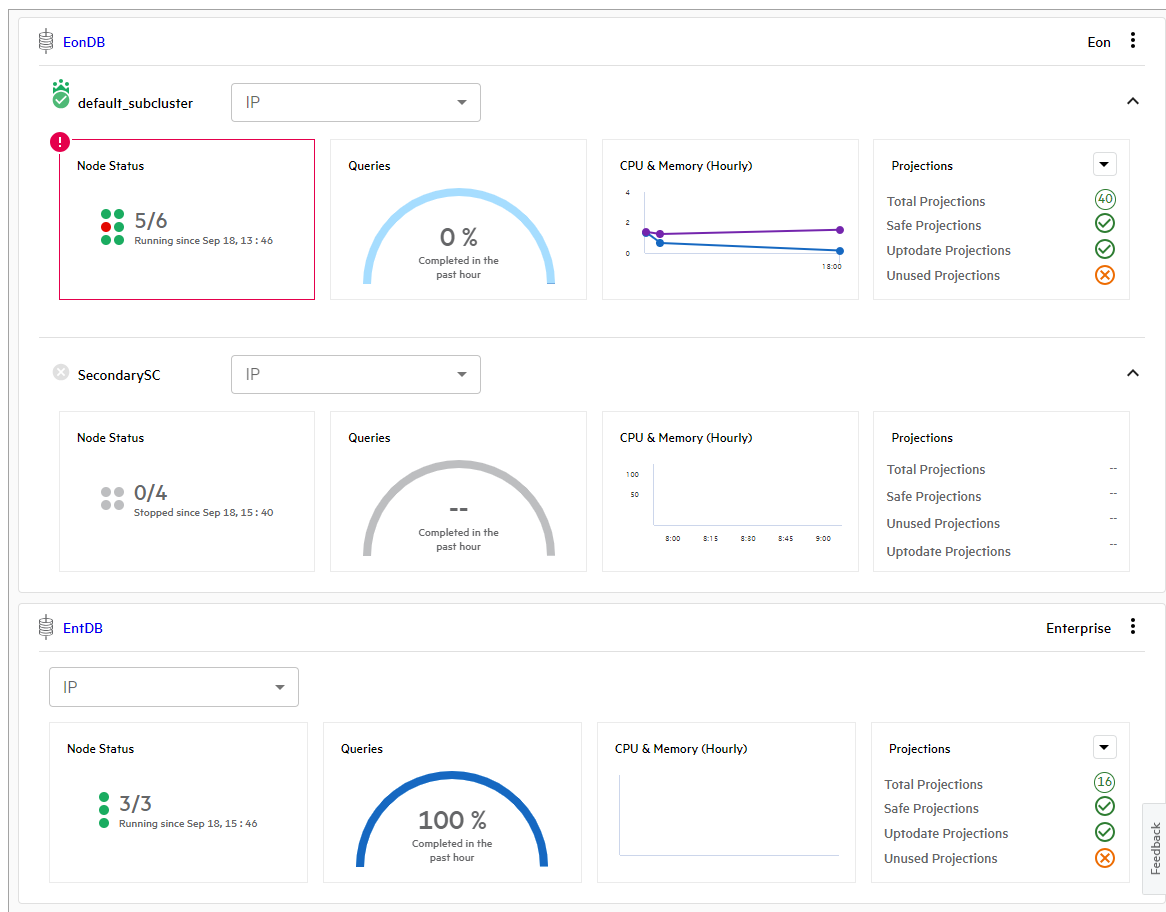 EonDB
Eon
default_subcluster
IP
!
Node Status
5/6
Running since Sep 18, 13 : 46
Queries
0 %
Completed in the
past hour
CPU & Memory (Hourly)
4
2
0
18:00
Projections
Total Projections 40
Safe Projections
Uptodate Projections
Unused Projections
SecondarySC
IP
Node Status
0/4
Stopped since Sep 18, 15 : 40
Queries
--
Completed in the
past hour
CPU & Memory (Hourly)
100
50
8:00 8:15 8:30 8:45 9:00
Projections
Total Projections --
Safe Projections --
Unused Projections --
Uptodate Projections --
EntDB
Enterprise
IP
Node Status
3/3
Running since Sep 18, 15 : 46
Queries
100 %
Completed in the
past hour
CPU & Memory (Hourly)
Projections
Total Projections 16
Safe Projections
Uptodate Projections
Unused Projections
Feedback